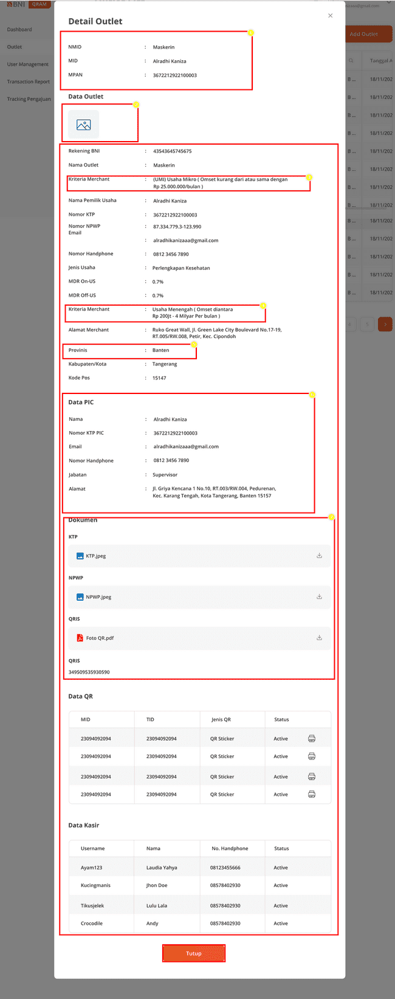 BNI QRAM
izaaa@gmail.com
Dashboard
Outlet
User Management
Transaction Report
Tracking Pengajuan
Add Outlet
Tanggal A
B ... 18/11/202
B ... 18/11/202
B ... 18/11/202
B ... 18/11/202
B ... 18/11/202
B ... 18/11/202
B ... 18/11/202
B ... 18/11/202
B ... 18/11/202
B ... 18/11/202
B ... 18/11/202
B ... 18/11/202
B ... 18/11/202
4 5
Detail Outlet
NMID : Maskerin
MID : Alradhi Kaniza
MPAN : 3672212922100003
Data Outlet
Rekening BNI : 43543645745675
Nama Outlet : Maskerin
Kriteria Merchant : (UMI) Usaha Mikro ( Omset kurang dari atau sama dengan
Rp 25.000.000/bulan )
Nama Pemilik Usaha : Alradhi Kaniza
Nomor KTP : 3672212922100003
Nomor NPWP : 87.334.779.3-123.990
Email
: alradhikanizaaa@gmail.com
Nomor Handphone : 0812 3456 7890
Jenis Usaha : Perlengkapan Kesehatan
MDR On-US : 0.7%
MDR Off-US : 0.7%
Kriteria Merchant : Usaha Menengah ( Omset diantara
Rp 200Jt - 4 Milyar Per bulan )
Alamat Merchant : Ruko Great Wall, Jl. Green Lake City Boulevard No.17-19,
RT.005/RW.008, Petir, Kec. Cipondoh
Provinis : Banten
Kabupaten/Kota : Tangerang
Kode Pos : 15147
Data PIC
Nama : Alradhi Kaniza
Nomor KTP PIC : 3672212922100003
Email : alradhikanizaaa@gmail.com
Nomor Handphone : 0812 3456 7890
Jabatan : Supervisor
Alamat : Jl. Griya Kencana 1 No.10, RT.003/RW.004, Pedurenan,
Kec. Karang Tengah, Kota Tangerang, Banten 15157
Dokumen
KTP
KTP.jpeg
NPWP
NPWP.jpeg
QRIS
Foto QR.pdf
QRIS
349509535930590
Data QR
MID TID Jenis QR Status
23094092094 23094092094 QR Sticker Active
23094092094 23094092094 QR Sticker Active
23094092094 23094092094 QR Sticker Active
23094092094 23094092094 QR Sticker Active
Data Kasir
Username Nama No. Handphone Status
Ayam123 Laudia Yahya 08123455666 Active
Kucingmanis Jhon Doe 08578402930 Active
Tikusjelek Lulu Lala 08578402930 Active
Crocodile Andy 08578402930 Active
Tutup